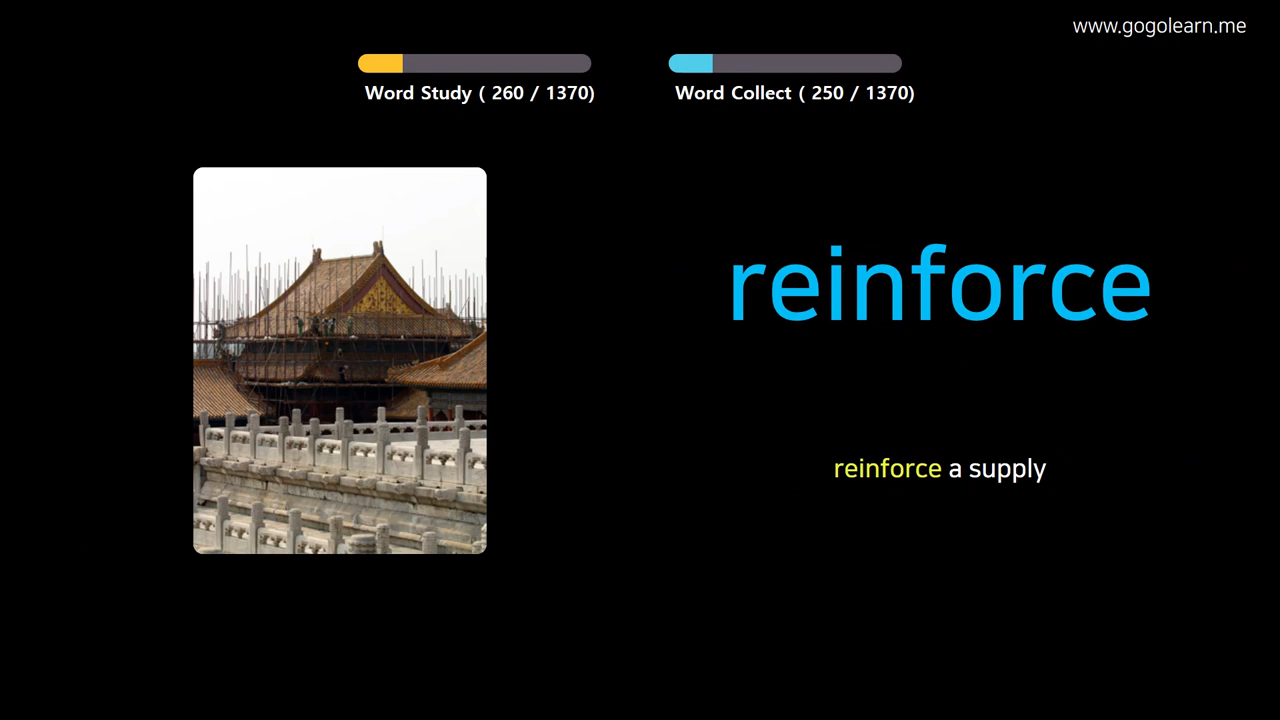 www.gogolearn.me
Word Study ( 260 / 1370)
Word Collect ( 250 / 1370)
reinforce
reinforce a supply